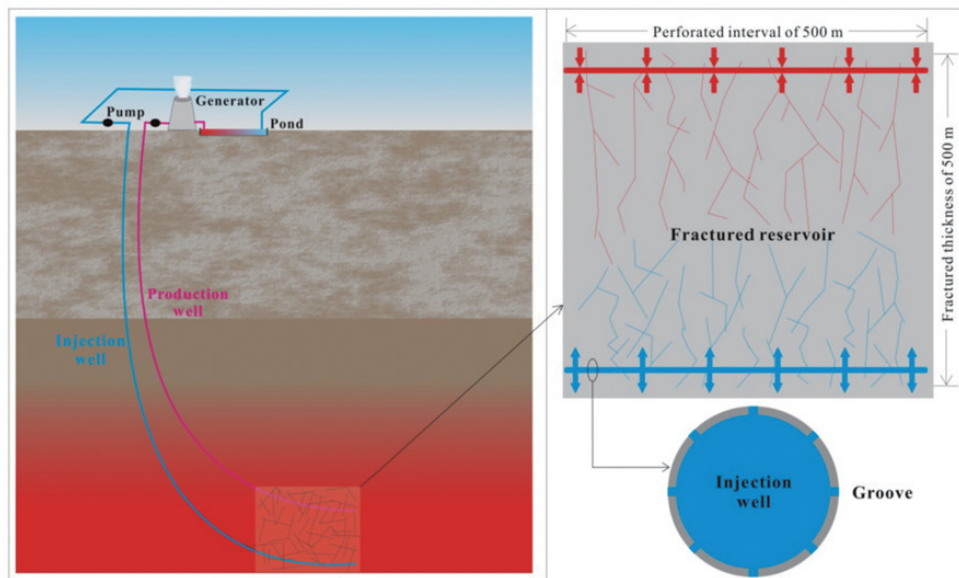 Generator
Pump
Pond
Production
well
Injection
well
Perforated interval of 500 m
Fractured reservoir
Fractured thickness of 500 m
Injection
well
Groove